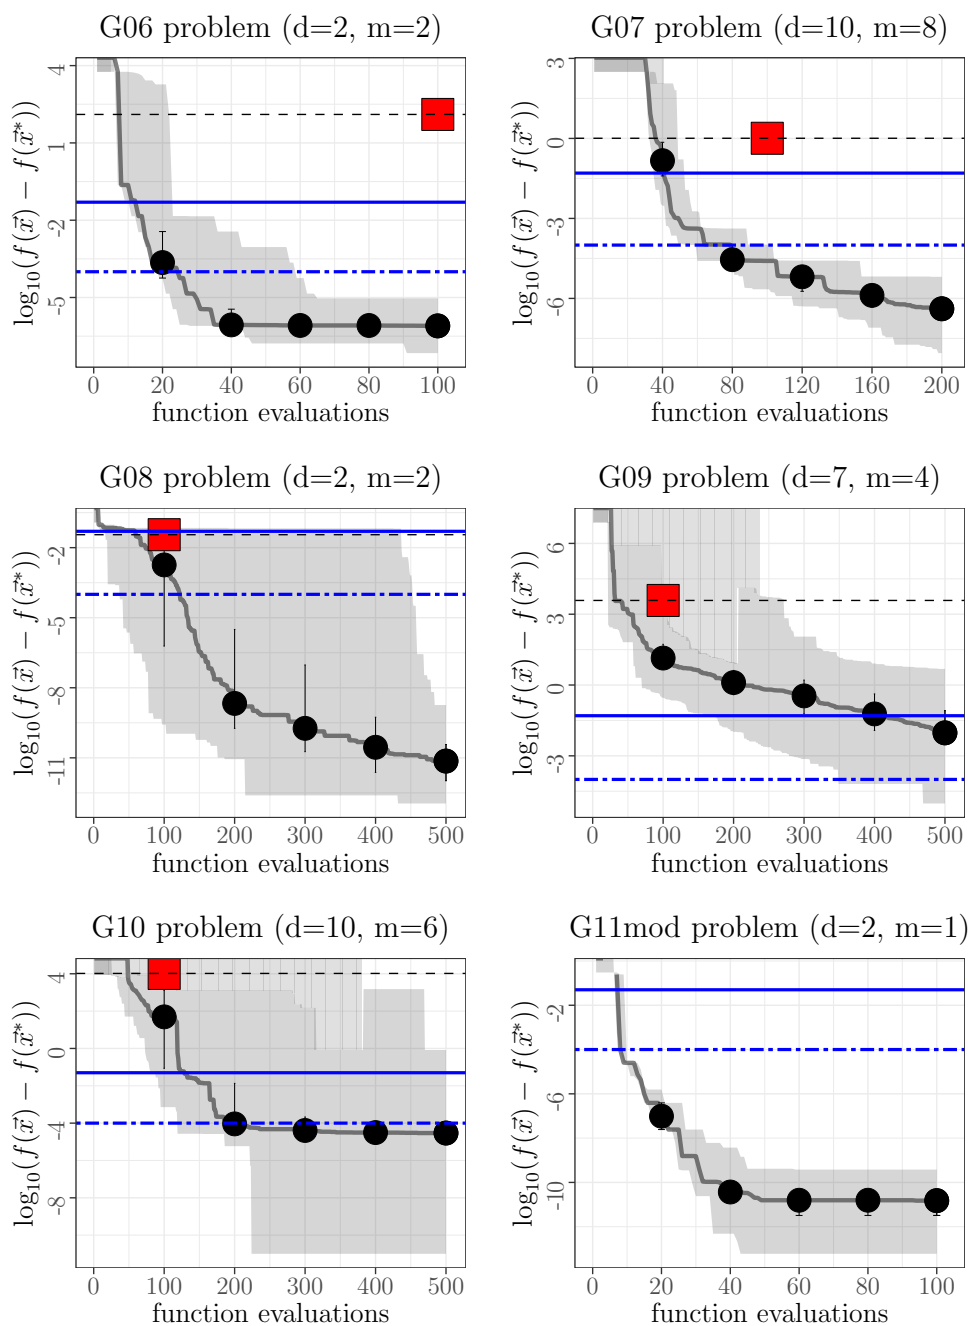 G06 problem (d=2, m=2)
log₁₀(f(x⃗) − f(x⃗*))
4
1
-2
-5
0 20 40 60 80 100
function evaluations
G07 problem (d=10, m=8)
log₁₀(f(x⃗) − f(x⃗*))
3
0
-3
-6
0 40 80 120 160 200
function evaluations
G08 problem (d=2, m=2)
log₁₀(f(x⃗) − f(x⃗*))
-2
-5
-8
-11
0 100 200 300 400 500
function evaluations
G09 problem (d=7, m=4)
log₁₀(f(x⃗) − f(x⃗*))
6
3
0
-3
0 100 200 300 400 500
function evaluations
G10 problem (d=10, m=6)
log₁₀(f(x⃗) − f(x⃗*))
4
0
-4
-8
0 100 200 300 400 500
function evaluations
G11mod problem (d=2, m=1)
log₁₀(f(x⃗) − f(x⃗*))
-2
-6
-10
0 20 40 60 80 100
function evaluations